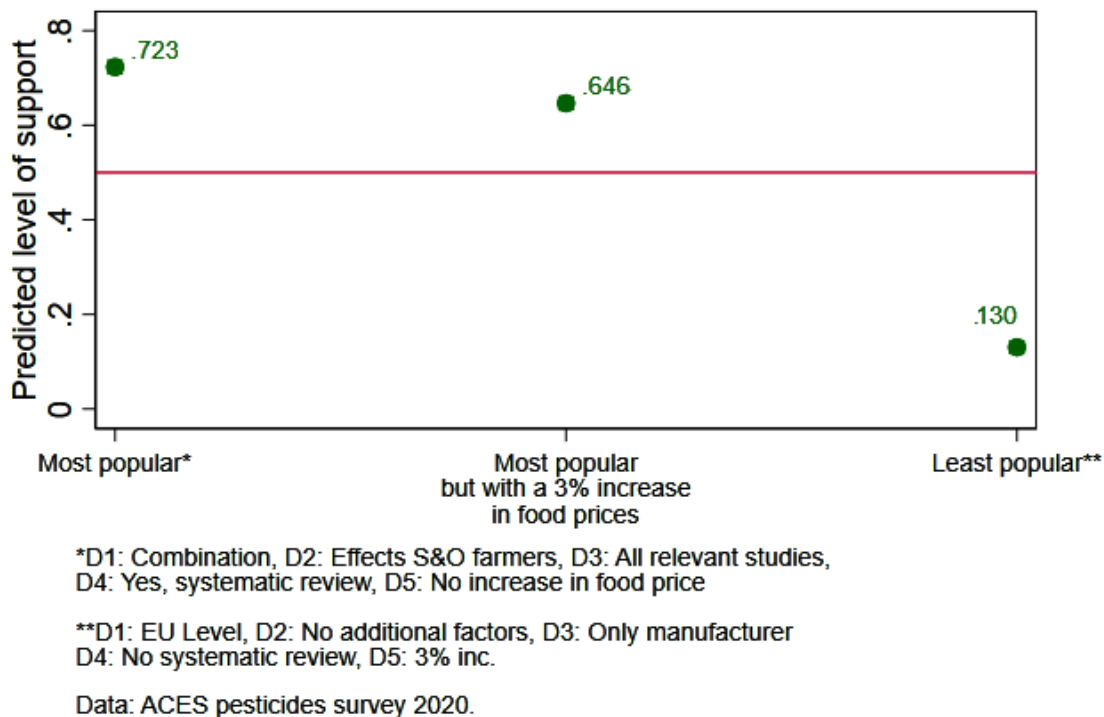 Predicted level of support
.8
.6
.4
.2
0
.723
.646
.130
Most popular*
Most popular
but with a 3% increase
in food prices
Least popular**
*D1: Combination, D2: Effects S&O farmers, D3: All relevant studies,
D4: Yes, systematic review, D5: No increase in food price
**D1: EU Level, D2: No additional factors, D3: Only manufacturer
D4: No systematic review, D5: 3% inc.
Data: ACES pesticides survey 2020.